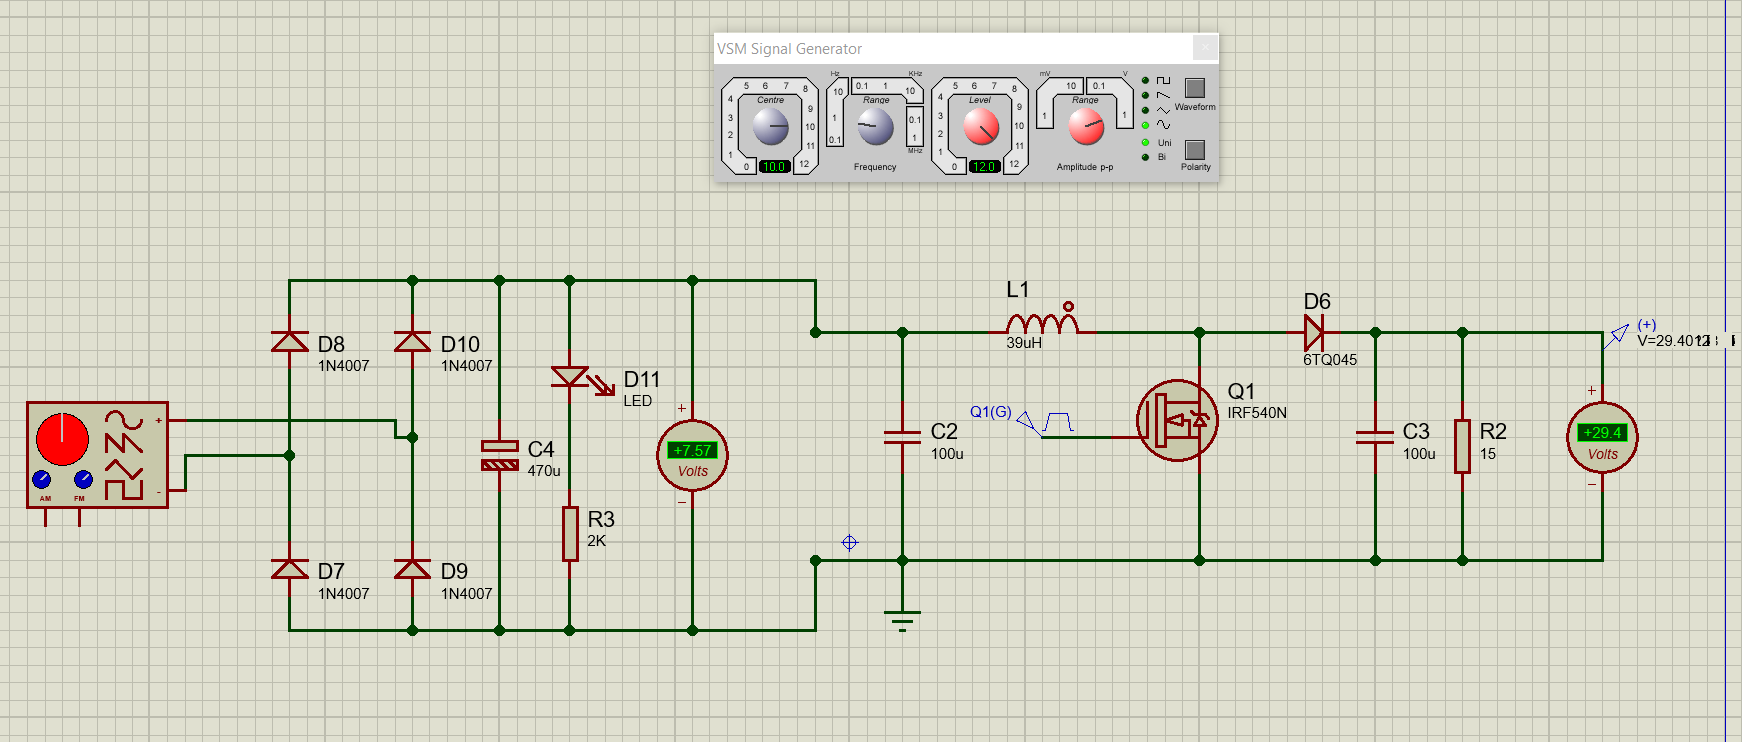 VSM Signal Generator
Hz KHz mV V
5 6 7 0.1 1 5 6 7 10 0.1
4 Centre 8 10 Range 10 4 Level 8 Range
3 9 3 9 Waveform
2 10 1 0.1 2 10 1 1
1 11 0.1 1 1 11 Uni
MHz Bi
0 10.0 12 Frequency 0 12.0 12 Amplitude p-p Polarity
L1
39uH
D6
6TQ045
(+)
V=29.401
D8
1N4007
D10
1N4007
D11
LED
+
+7.57
Volts
−
Q1(G)
Q1
IRF540N
+
+29.4
Volts
−
+
-
AM FM
C4
470u
C2
100u
C3
100u
R2
15
R3
2K
D7
1N4007
D9
1N4007